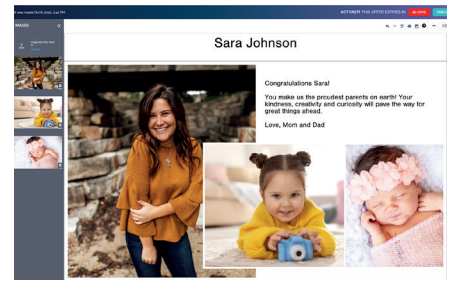 ACT FAST! THIS OFFER EXPIRES IN
IMAGES
Sara Johnson
Congratulations Sara!
You make us the proudest parents on earth! Your
kindness, creativity and curiosity will pave the way for
great things ahead.
Love, Mom and Dad